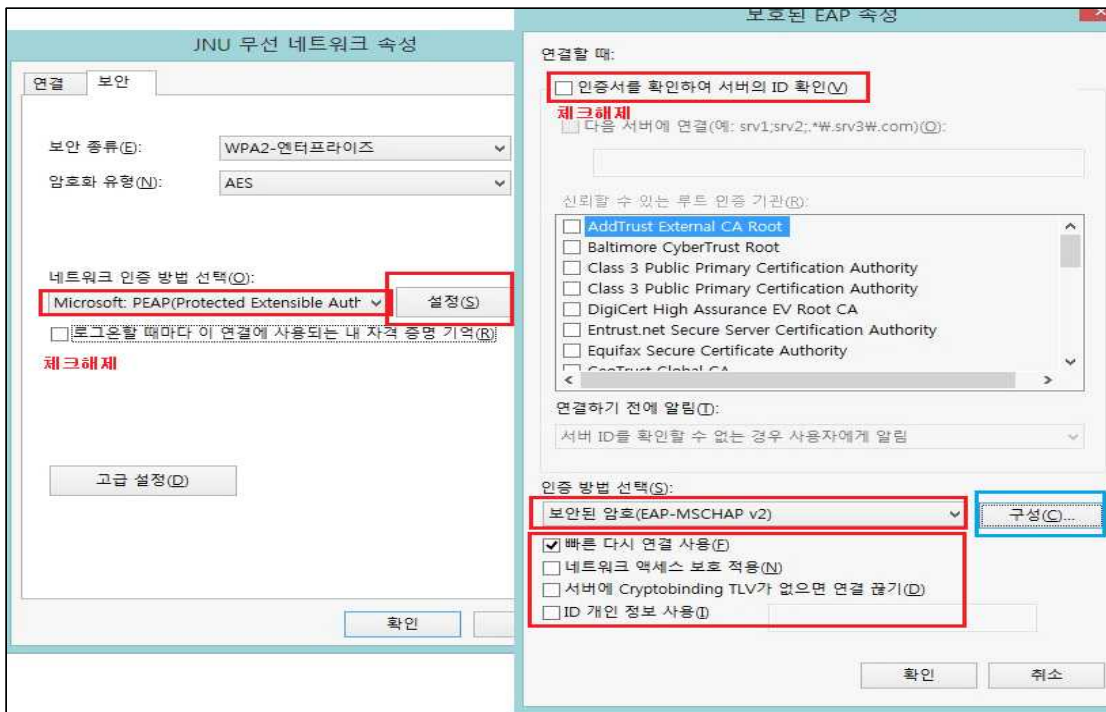 JNU 무선 네트워크 속성
연결
보안
보안 종류(E):
WPA2-엔터프라이즈
암호화 유형(N):
AES
네트워크 인증 방법 선택(O):
Microsoft: PEAP(Protected Extensible Auth
설정(S)
로그온할 때마다 이 연결에 사용되는 내 자격 증명 기억(R)
체크해제
고급 설정(D)
확인
보호된 EAP 속성
연결할 때:
인증서를 확인하여 서버의 ID 확인(V)
체크해제
다음 서버에 연결(예: srv1;srv2;.*₩.srv3₩.com)(O):
신뢰할 수 있는 루트 인증 기관(R):
AddTrust External CA Root
Baltimore CyberTrust Root
Class 3 Public Primary Certification Authority
Class 3 Public Primary Certification Authority
DigiCert High Assurance EV Root CA
Entrust.net Secure Server Certification Authority
Equifax Secure Certificate Authority
GeoTrust Global CA
연결하기 전에 알림(T):
서버 ID를 확인할 수 없는 경우 사용자에게 알림
인증 방법 선택(S):
보안된 암호(EAP-MSCHAP v2)
구성(C)...
빠른 다시 연결 사용(F)
네트워크 액세스 보호 적용(N)
서버에 Cryptobinding TLV가 없으면 연결 끊기(D)
ID 개인 정보 사용(I)
확인
취소